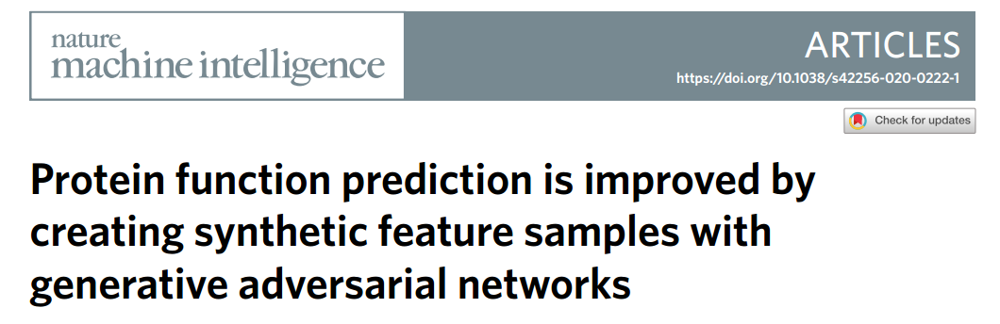 nature
machine intelligence
ARTICLES
https://doi.org/10.1038/s42256-020-0222-1
Check for updates
Protein function prediction is improved by
creating synthetic feature samples with
generative adversarial networks